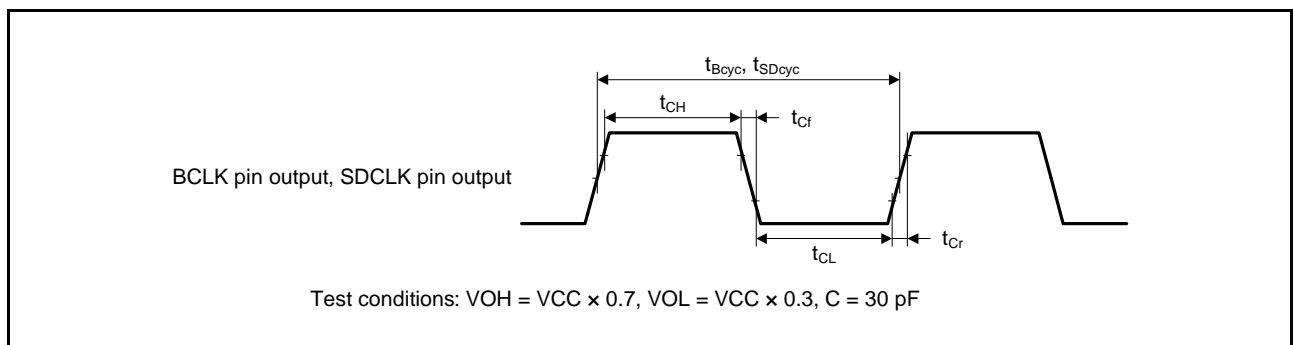 tBcyc, tSDcyc
tCH
tCf
BCLK pin output, SDCLK pin output
tCr
tCL
Test conditions: VOH = VCC × 0.7, VOL = VCC × 0.3, C = 30 pF